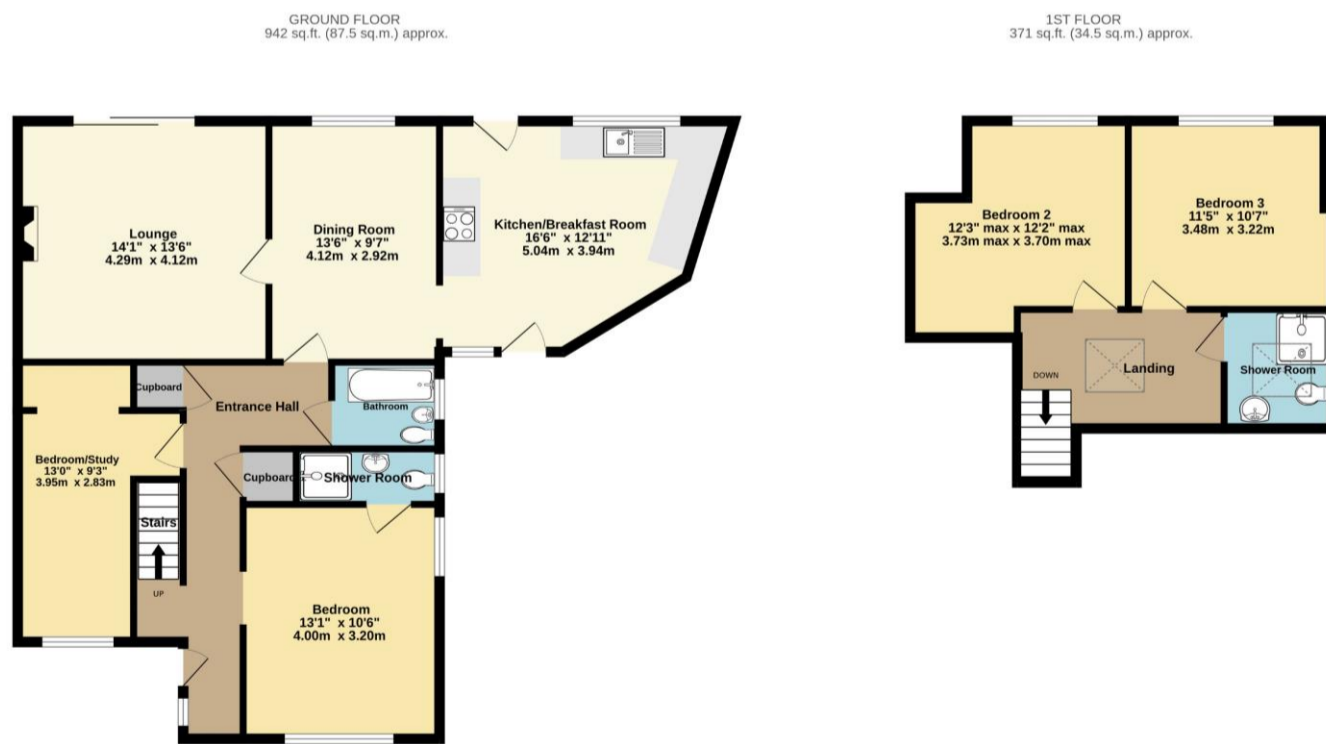 GROUND FLOOR
942 sq.ft. (87.5 sq.m.) approx.
1ST FLOOR
371 sq.ft. (34.5 sq.m.) approx.
Lounge
14'1" x 13'6"
4.29m x 4.12m
Dining Room
13'6" x 9'7"
4.12m x 2.92m
Kitchen/Breakfast Room
16'6" x 12'11"
5.04m x 3.94m
Cupboard
Entrance Hall
Bathroom
Bedroom/Study
13'0" x 9'3"
3.95m x 2.83m
Cupboard
Shower Room
Stairs
UP
Bedroom
13'1" x 10'6"
4.00m x 3.20m
Bedroom 2
12'3" max x 12'2" max
3.73m max x 3.70m max
Bedroom 3
11'5" x 10'7"
3.48m x 3.22m
DOWN
Landing
Shower Room